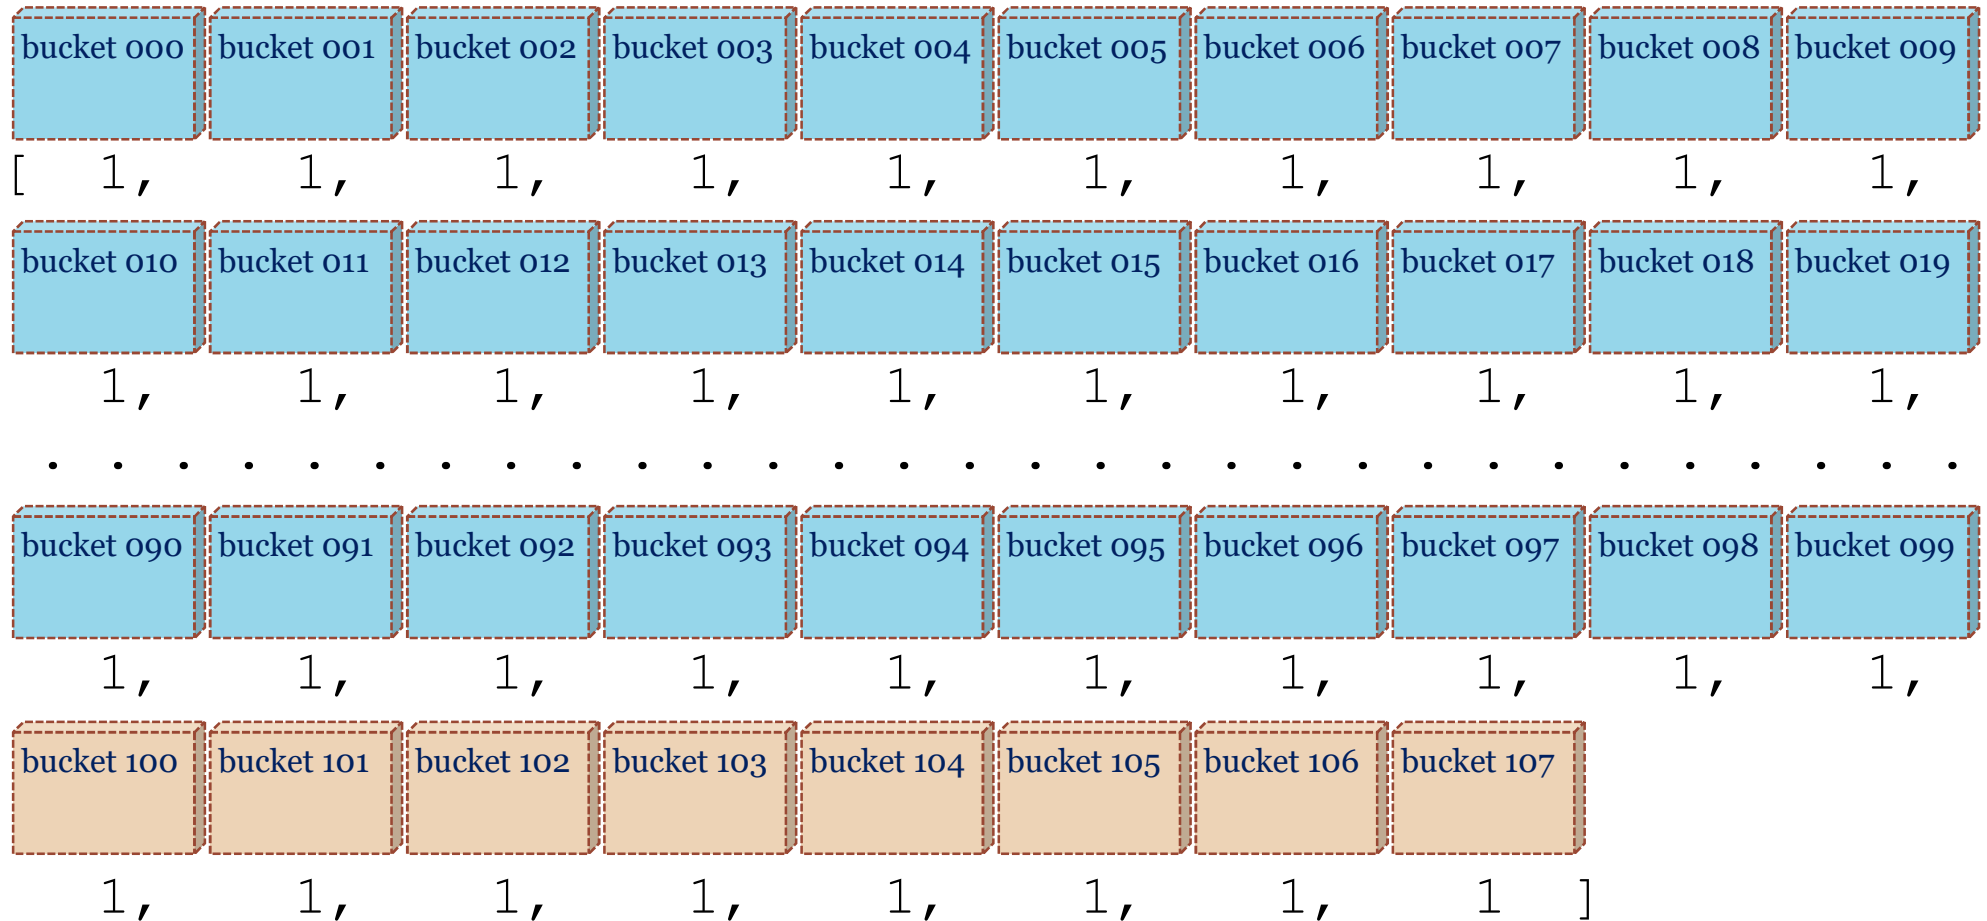 bucket 000 bucket 001 bucket 002 bucket 003 bucket 004 bucket 005 bucket 006 bucket 007 bucket 008 bucket 009
[ 1, 1, 1, 1, 1, 1, 1, 1, 1, 1,
bucket 010 bucket 011 bucket 012 bucket 013 bucket 014 bucket 015 bucket 016 bucket 017 bucket 018 bucket 019
1, 1, 1, 1, 1, 1, 1, 1, 1, 1,
. . . . . . . . . . . . . . . . . . . . . . . . . . . . . .
bucket 090 bucket 091 bucket 092 bucket 093 bucket 094 bucket 095 bucket 096 bucket 097 bucket 098 bucket 099
1, 1, 1, 1, 1, 1, 1, 1, 1, 1,
bucket 100 bucket 101 bucket 102 bucket 103 bucket 104 bucket 105 bucket 106 bucket 107
1, 1, 1, 1, 1, 1, 1, 1 ]